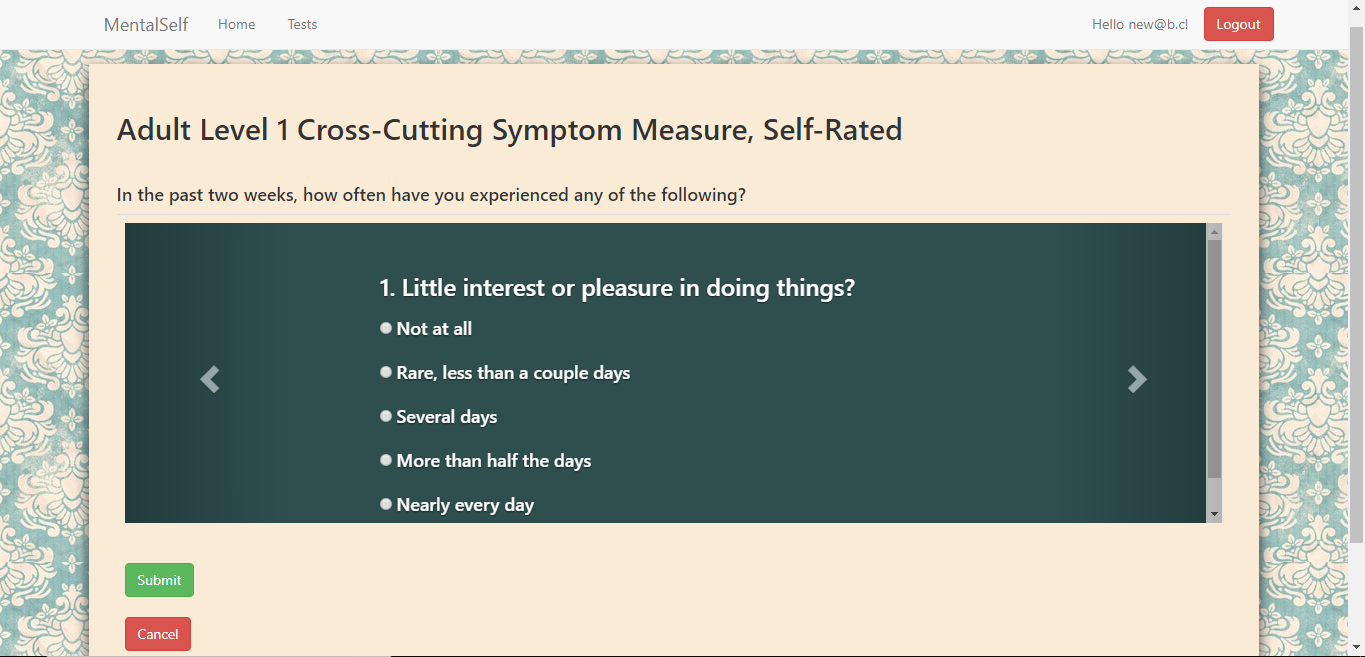 MentalSelf Home Tests Hello new@b.c! Logout
Adult Level 1 Cross-Cutting Symptom Measure, Self-Rated
In the past two weeks, how often have you experienced any of the following?
1. Little interest or pleasure in doing things?
Not at all
Rare, less than a couple days
Several days
More than half the days
Nearly every day
Submit
Cancel